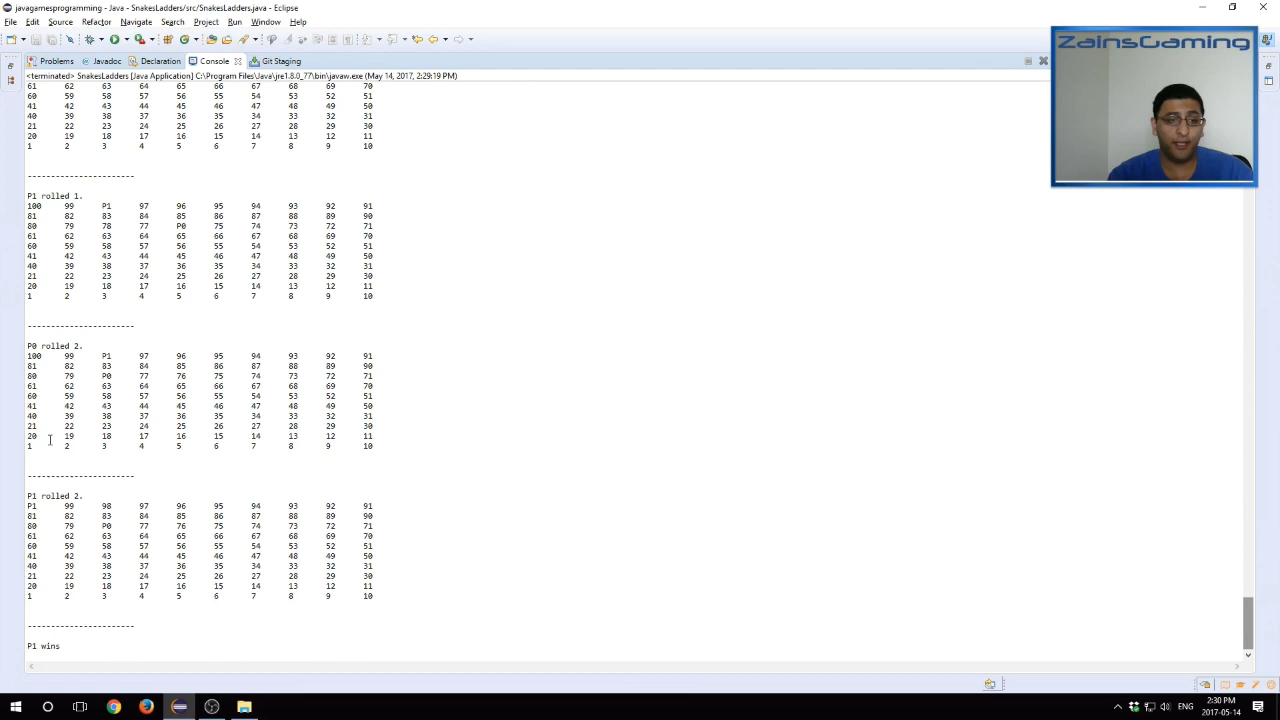 javagamesprogramming - Java - SnakesLadders/src/SnakesLadders.java - Eclipse
File Edit Source Refactor Navigate Search Project Run Window Help
ZainsGaming
Problems Javadoc Declaration Console Git Staging
<terminated> SnakesLadders [Java Application] C:\Program Files\Java\jre1.8.0_77\bin\javaw.exe (May 14, 2017, 2:29:19 PM)
61 62 63 64 65 66 67 68 69 70
60 59 58 57 56 55 54 53 52 51
41 42 43 44 45 46 47 48 49 50
40 39 38 37 36 35 34 33 32 31
21 22 23 24 25 26 27 28 29 30
20 19 18 17 16 15 14 13 12 11
1 2 3 4 5 6 7 8 9 10
-----------------------
P1 rolled 1.
100 99 P1 97 96 95 94 93 92 91
81 82 83 84 85 86 87 88 89 90
80 79 78 77 P0 75 74 73 72 71
61 62 63 64 65 66 67 68 69 70
60 59 58 57 56 55 54 53 52 51
41 42 43 44 45 46 47 48 49 50
40 39 38 37 36 35 34 33 32 31
21 22 23 24 25 26 27 28 29 30
20 19 18 17 16 15 14 13 12 11
1 2 3 4 5 6 7 8 9 10
-----------------------
P0 rolled 2.
100 99 P1 97 96 95 94 93 92 91
81 82 83 84 85 86 87 88 89 90
80 79 P0 77 76 75 74 73 72 71
61 62 63 64 65 66 67 68 69 70
60 59 58 57 56 55 54 53 52 51
41 42 43 44 45 46 47 48 49 50
40 39 38 37 36 35 34 33 32 31
21 22 23 24 25 26 27 28 29 30
20 19 18 17 16 15 14 13 12 11
1 2 3 4 5 6 7 8 9 10
-----------------------
P1 rolled 2.
P1 99 98 97 96 95 94 93 92 91
81 82 83 84 85 86 87 88 89 90
80 79 P0 77 76 75 74 73 72 71
61 62 63 64 65 66 67 68 69 70
60 59 58 57 56 55 54 53 52 51
41 42 43 44 45 46 47 48 49 50
40 39 38 37 36 35 34 33 32 31
21 22 23 24 25 26 27 28 29 30
20 19 18 17 16 15 14 13 12 11
1 2 3 4 5 6 7 8 9 10
-----------------------
P1 wins
ENG
2:30 PM
2017-05-14